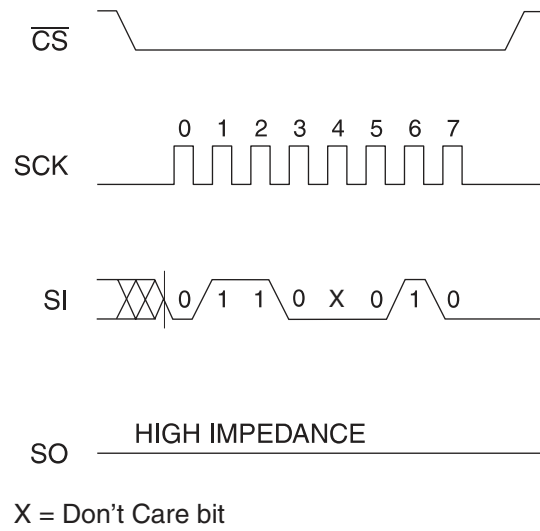 CS
0 1 2 3 4 5 6 7
SCK
SI 0 1 1 0 X 0 1 0
HIGH IMPEDANCE
SO
X = Don't Care bit